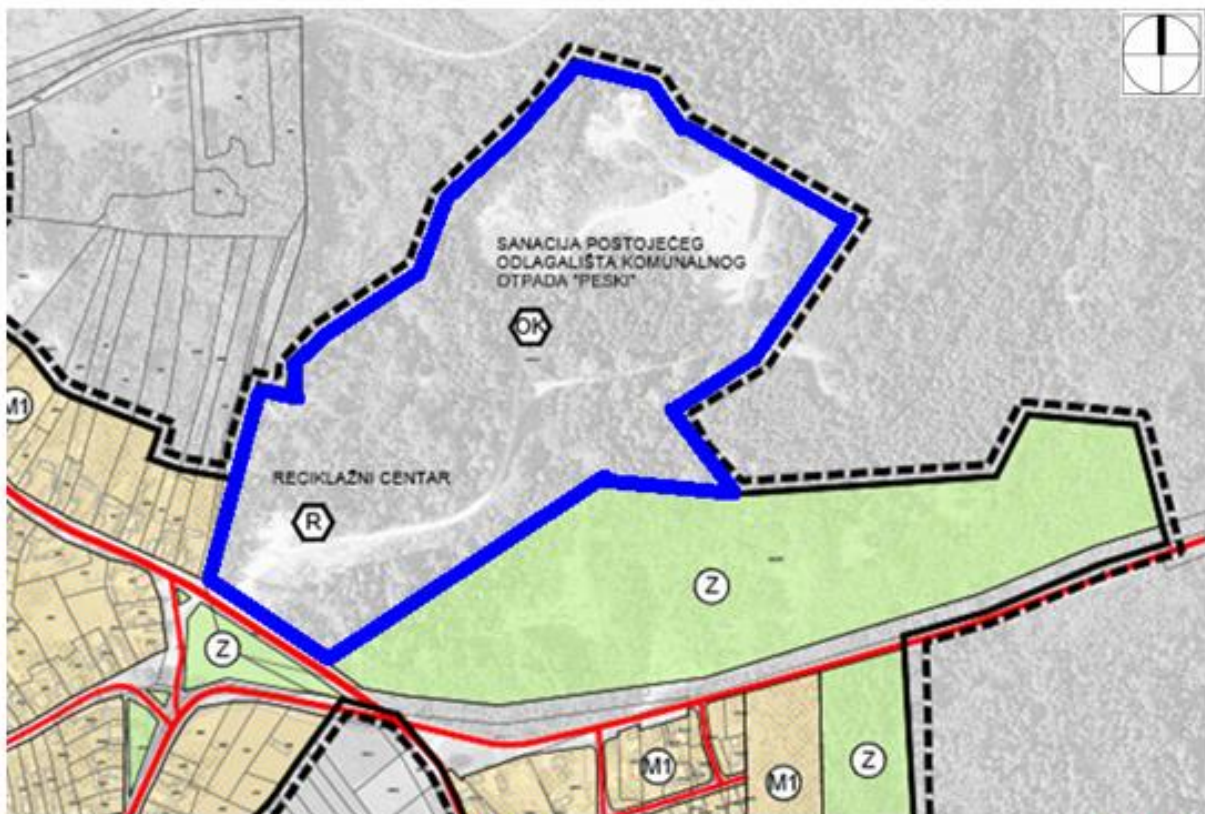 SANACIJA POSTOJEĆEG
ODLAGALIŠTA KOMUNALNOG
OTPADA "PESKI"
OK
M1
RECIKLAŽNI CENTAR
R
Z
Z
M1
Z
M1